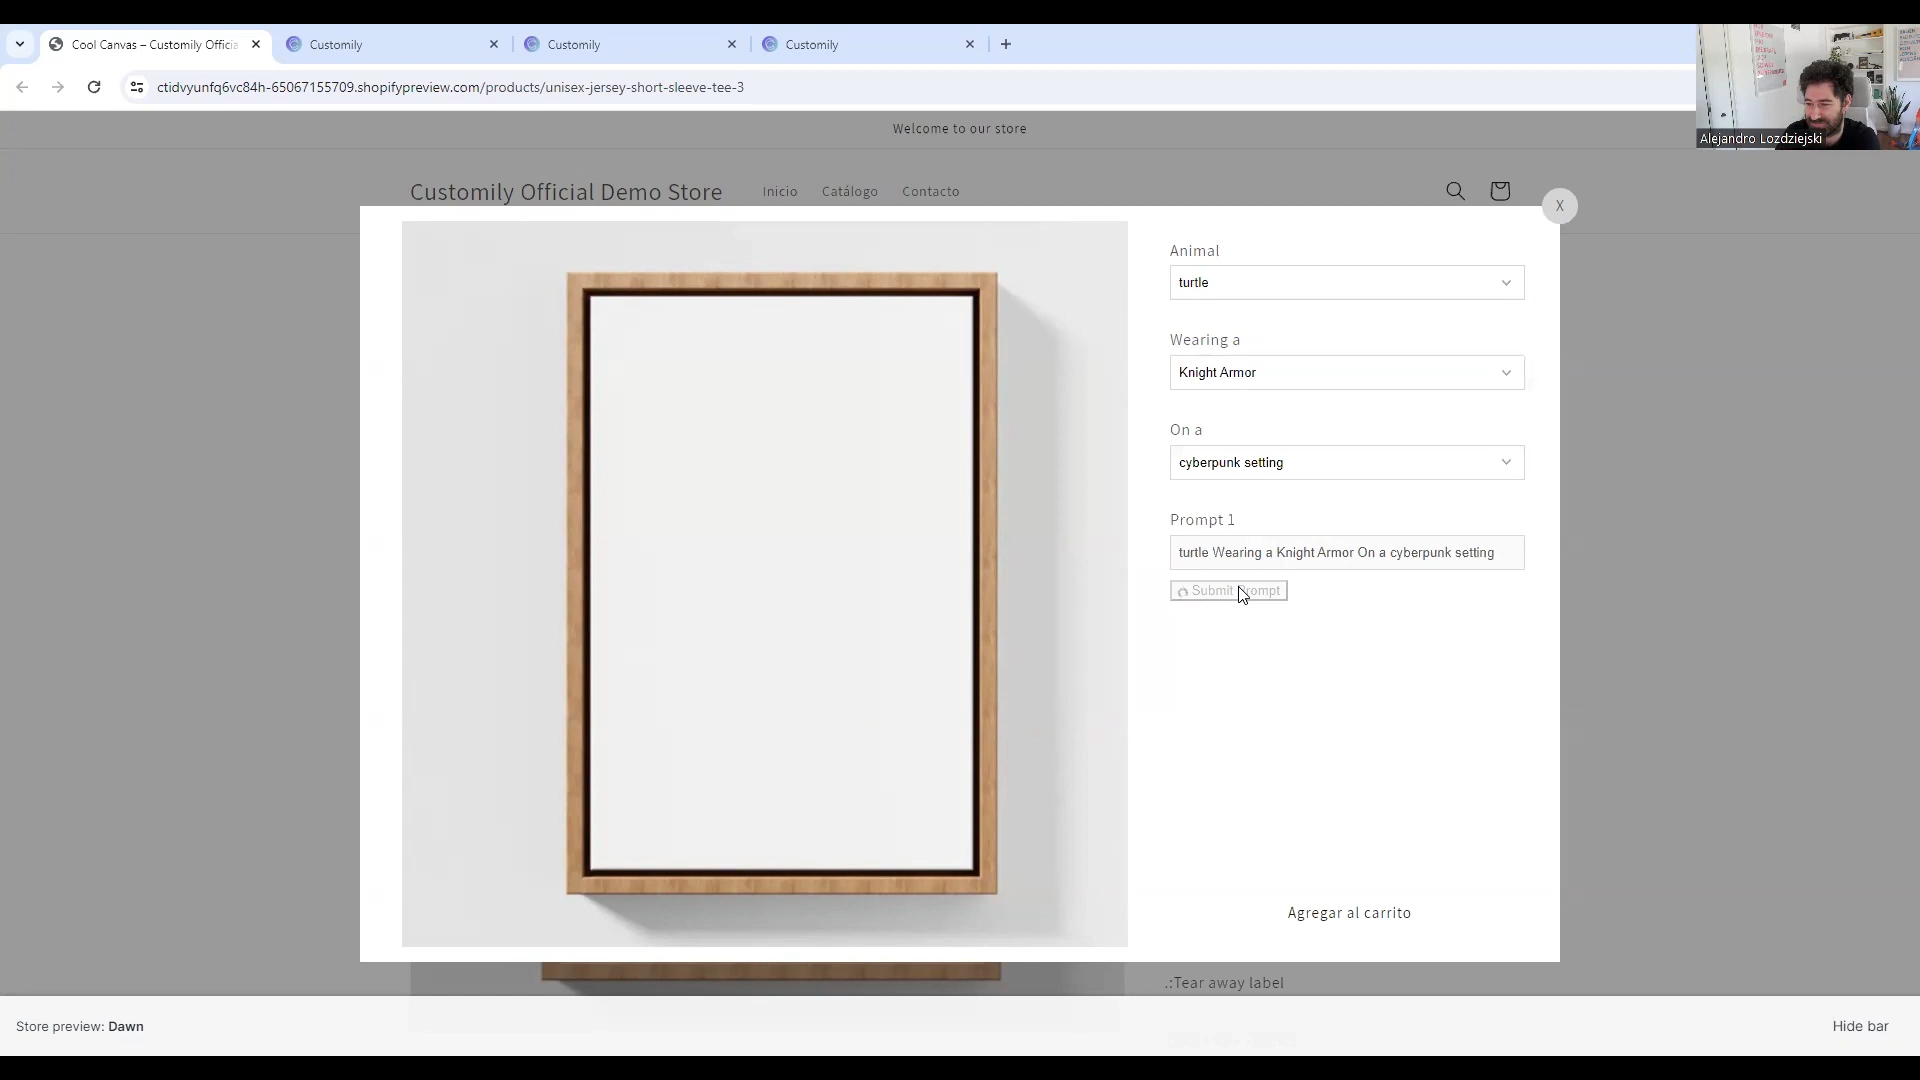 Cool Canvas – Customily Officia
Customily
Customily
Customily
ctidvyunfq6vc84h-65067155709.shopifypreview.com/products/unisex-jersey-short-sleeve-tee-3
Alejandro Lozdziejski
Welcome to our store
Customily Official Demo Store
Inicio
Catálogo
Contacto
X
Animal
turtle
Wearing a
Knight Armor
On a
cyberpunk setting
Prompt 1
turtle Wearing a Knight Armor On a cyberpunk setting
Submit Prompt
Agregar al carrito
.:Tear away label
Store preview: Dawn
Hide bar